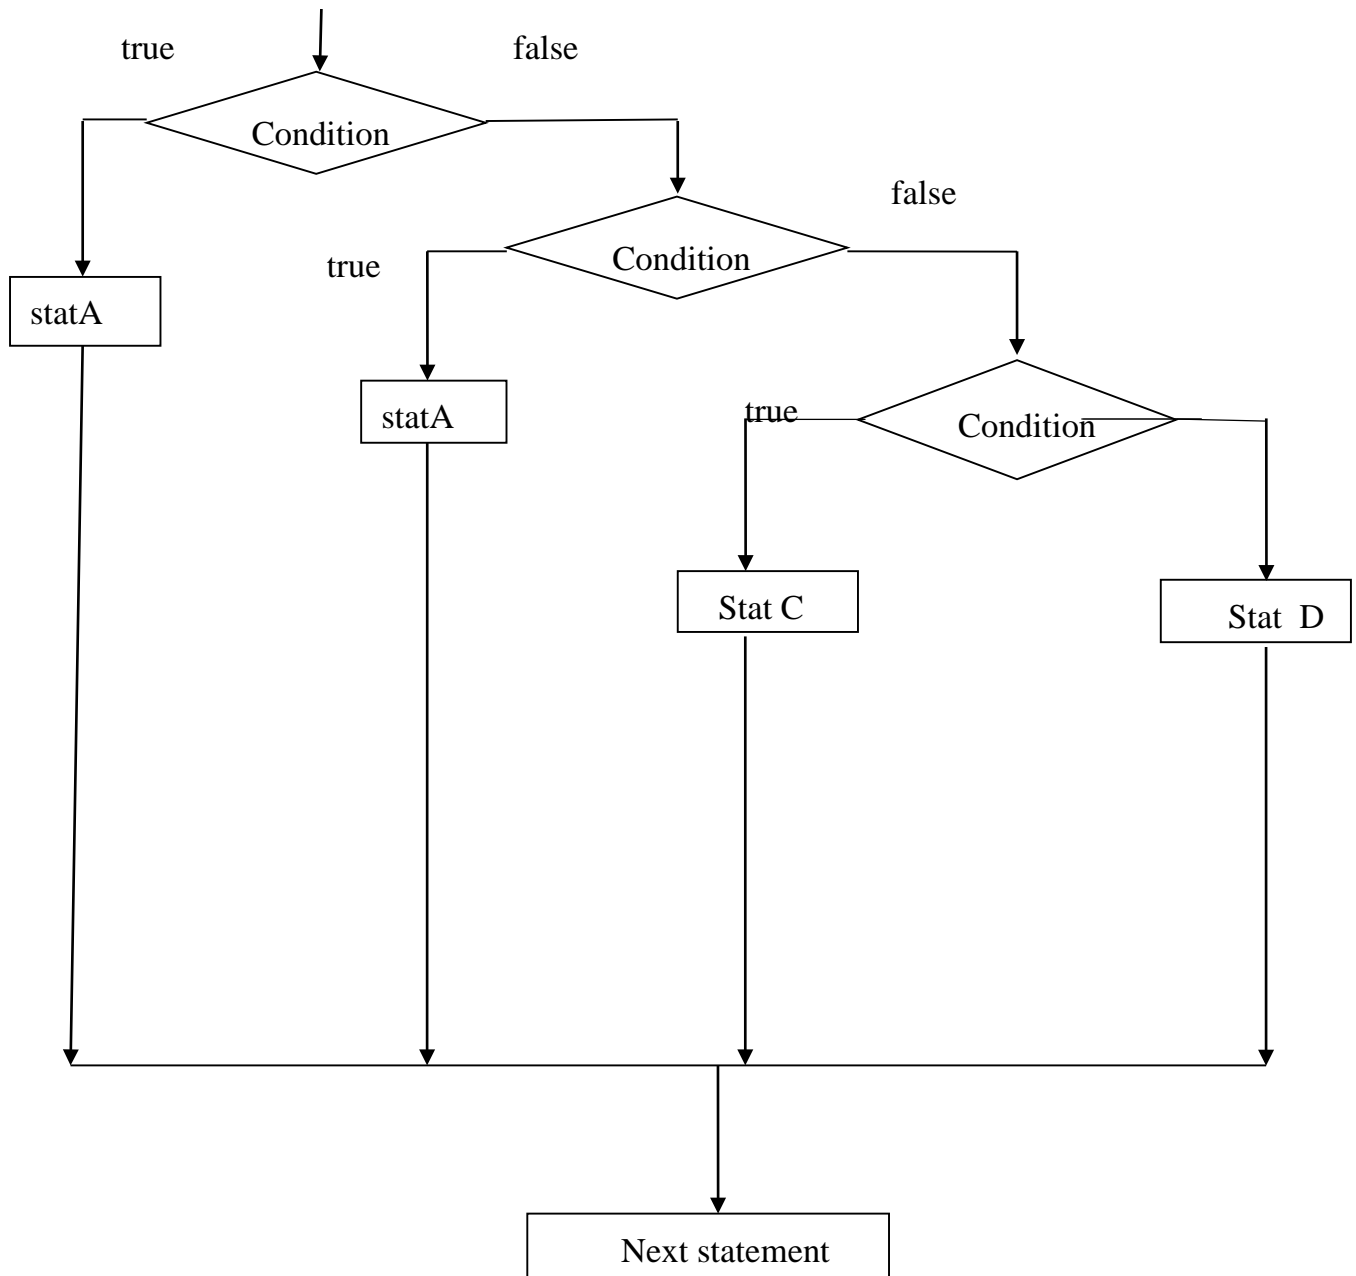 true
false
Condition
false
Condition
true
statA
statA
true
Condition
Stat C
Stat  D
Next statement